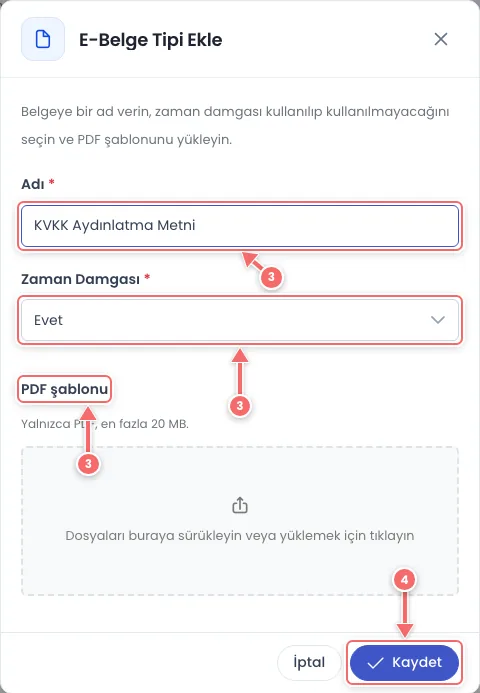 E-Belge Tipi Ekle
Belgeye bir ad verin, zaman damgası kullanılıp kullanılmayacağını
seçin ve PDF şablonunu yükleyin.
Adı *
KVKK Aydınlatma Metni
3
Zaman Damgası *
Evet
3
PDF şablonu
Yalnızca en fazla 20 MB.
3
Dosyaları buraya sürükleyin veya yüklemek için tıklayın
4
İptal
Kaydet